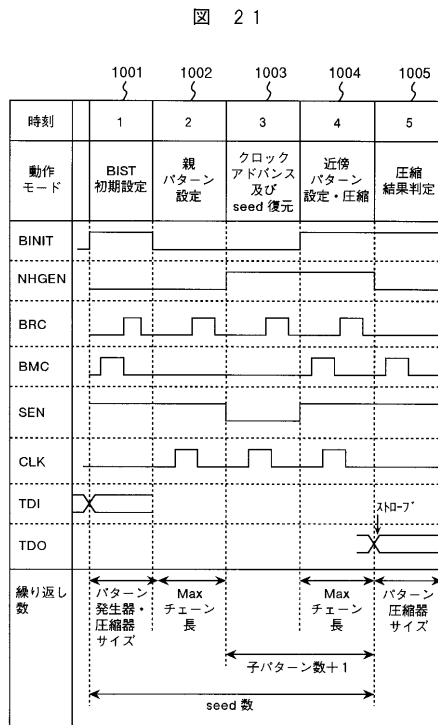 図 21
1001 1002 1003 1004 1005
時刻 1 2 3 4 5
動作
モード
BIST
初期設定
親
パターン
設定
クロック
アドバンス
及び
seed 復元
近傍
パターン
設定・圧縮
圧縮
結果判定
BINIT
NHGEN
BRC
BMC
SEN
CLK
TDI
ストローブ
TDO
繰り返し
数
パターン
発生器・
圧縮器
サイズ
Max
チェーン
長
Max
チェーン
長
パターン
圧縮器
サイズ
子パターン数+1
seed 数